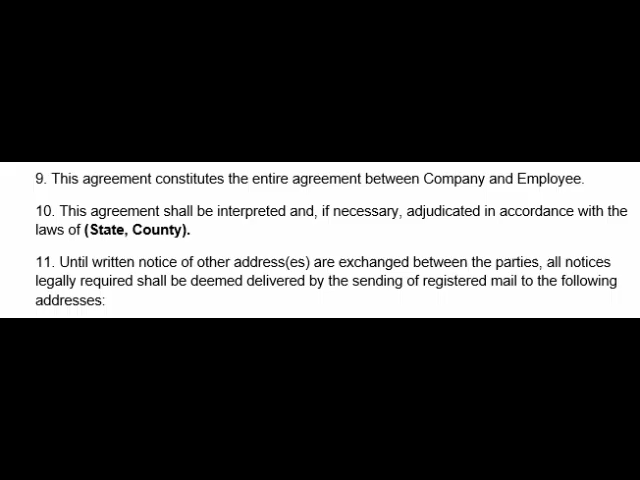 9. This agreement constitutes the entire agreement between Company and Employee.
10. This agreement shall be interpreted and, if necessary, adjudicated in accordance with the
laws of (State, County).
11. Until written notice of other address(es) are exchanged between the parties, all notices
legally required shall be deemed delivered by the sending of registered mail to the following
addresses: